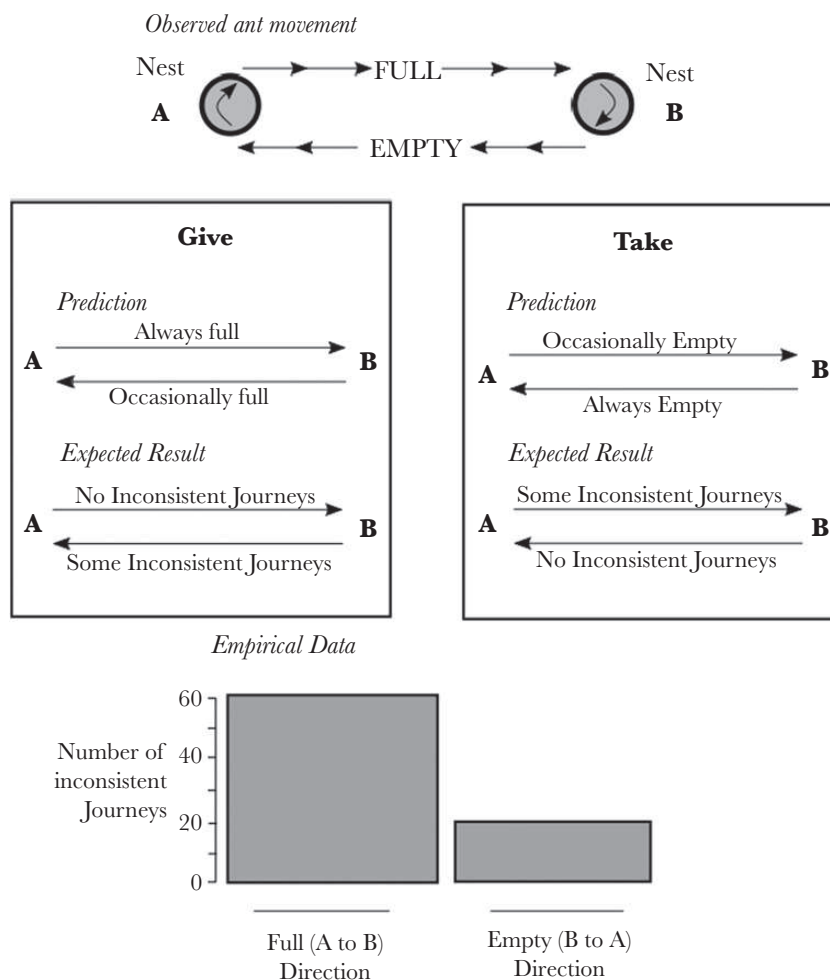 Observed ant movement
Nest
A
FULL
Nest
B
EMPTY
Give
Prediction
Always full
A
B
Occasionally full
Expected Result
No Inconsistent Journeys
A
B
Some Inconsistent Journeys
Take
Prediction
Occasionally Empty
A
B
Always Empty
Expected Result
Some Inconsistent Journeys
A
B
No Inconsistent Journeys
Empirical Data
Number of
inconsistent
Journeys
60
40
20
0
Full (A to B)
Direction
Empty (B to A)
Direction